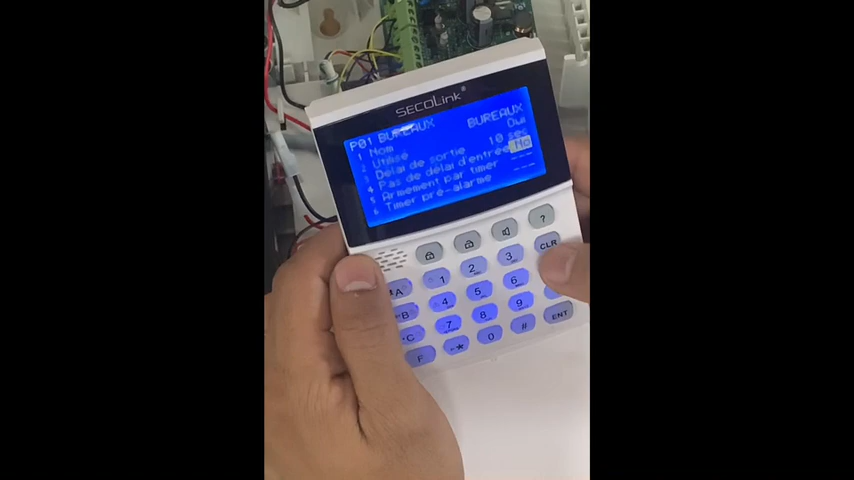 SECOLINK®
P01 BUREAUX
1 Nom BUREAUX
2 Utilisé Oui
3 Délai de sortie 10 sec
4 Pas de délai d'entrée No
5 Armement par timer ---
6 Timer pré-alarme ---
?
A 1 2 3 CLR
B 4 5 6
C 7 8 9 ENT
F * 0 #